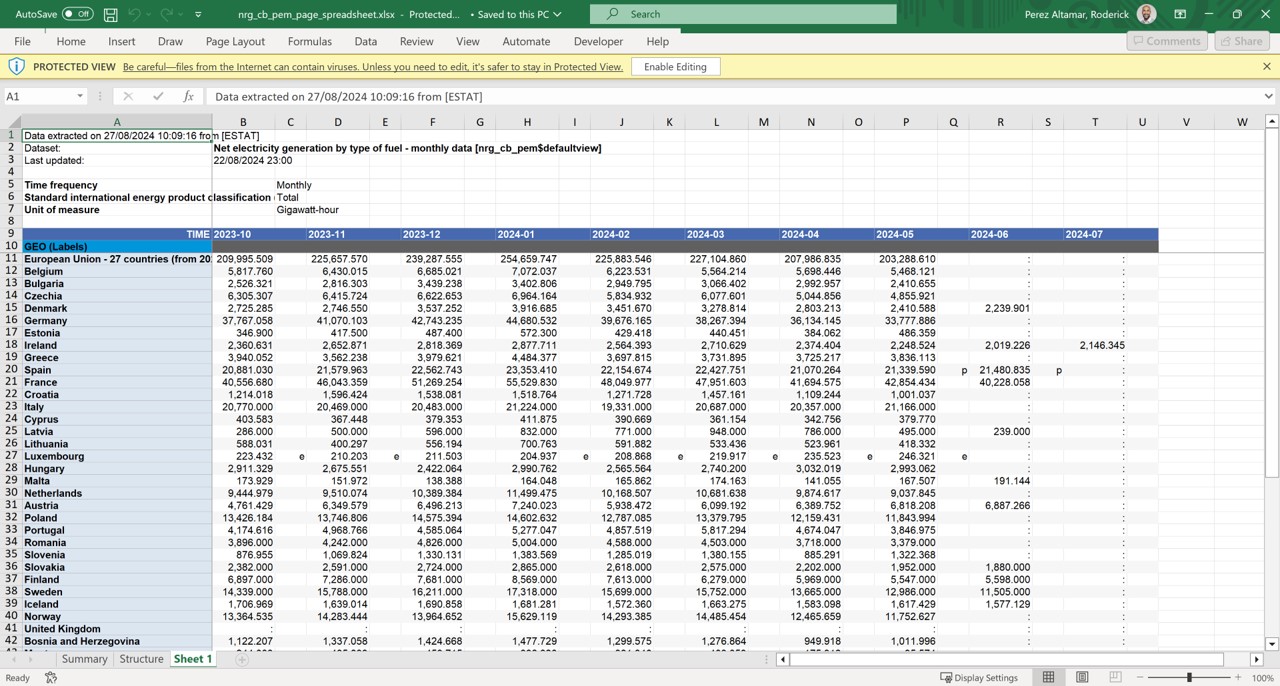 AutoSave Off nrg_cb_pem_page_spreadsheet.xlsx - Protected... • Saved to this PC Search Perez Altamar, Roderick
File Home Insert Draw Page Layout Formulas Data Review View Automate Developer Help Comments Share
PROTECTED VIEW Be careful—files from the Internet can contain viruses. Unless you need to edit, it's safer to stay in Protected View. Enable Editing
A1 fx Data extracted on 27/08/2024 10:09:16 from [ESTAT]
A B C D E F G H I J K L M N O P Q R S T U V W
1 Data extracted on 27/08/2024 10:09:16 from [ESTAT]
2 Dataset: Net electricity generation by type of fuel - monthly data [nrg_cb_pem$defaultview]
3 Last updated: 22/08/2024 23:00
4
5 Time frequency Monthly
6 Standard international energy product classification Total
7 Unit of measure Gigawatt-hour
8
9 TIME 2023-10 2023-11 2023-12 2024-01 2024-02 2024-03 2024-04 2024-05 2024-06 2024-07
10 GEO (Labels)
11 European Union - 27 countries (from 20 209,995.509 225,657.570 239,287.555 254,659.747 225,883.546 227,104.860 207,986.835 203,288.610 : :
12 Belgium 5,817.760 6,430.015 6,685.021 7,072.037 6,223.531 5,564.214 5,698.446 5,468.121 : :
13 Bulgaria 2,526.321 2,816.303 3,439.238 3,402.806 2,949.795 3,066.402 2,992.957 2,410.655 : :
14 Czechia 6,305.307 6,415.724 6,622.653 6,964.164 5,834.932 6,077.601 5,044.856 4,855.921 : :
15 Denmark 2,725.285 2,746.550 3,537.252 3,916.685 3,451.670 3,278.814 2,803.213 2,410.588 2,239.901 :
16 Germany 37,767.058 41,070.103 42,743.235 44,680.532 39,676.165 38,267.394 36,134.145 33,777.886 : :
17 Estonia 346.900 417.500 487.400 572.300 429.418 440.451 384.062 486.359 : :
18 Ireland 2,360.631 2,652.871 2,818.369 2,877.711 2,564.393 2,710.629 2,374.404 2,248.524 2,019.226 2,146.345
19 Greece 3,940.052 3,562.238 3,979.621 4,484.377 3,697.815 3,731.895 3,725.217 3,836.113 : :
20 Spain 20,881.030 21,579.963 22,562.743 23,353.410 22,154.674 22,427.751 21,070.264 21,339.590 p 21,480.835 p :
21 France 40,556.680 46,043.359 51,269.254 55,529.830 48,049.977 47,951.603 41,694.575 42,854.434 40,228.058 :
22 Croatia 1,214.018 1,596.424 1,538.081 1,518.764 1,271.728 1,457.161 1,109.244 1,001.037 : :
23 Italy 20,770.000 20,469.000 20,483.000 21,224.000 19,331.000 20,687.000 20,357.000 21,166.000 : :
24 Cyprus 403.583 367.448 379.353 411.875 390.669 361.154 342.756 379.770 : :
25 Latvia 286.000 500.000 596.000 832.000 771.000 948.000 786.000 495.000 239.000 :
26 Lithuania 588.031 400.297 556.194 700.763 591.882 533.436 523.961 418.332 : :
27 Luxembourg 223.432 e 210.203 e 211.503 204.937 e 208.868 e 219.917 e 235.523 e 246.321 e : :
28 Hungary 2,911.329 2,675.551 2,422.064 2,990.762 2,565.564 2,740.200 3,032.019 2,993.062 : :
29 Malta 173.929 151.972 138.388 164.048 165.862 174.163 141.055 167.507 191.144 :
30 Netherlands 9,444.979 9,510.074 10,389.384 11,499.475 10,168.507 10,681.638 9,874.617 9,037.845 : :
31 Austria 4,761.429 6,349.579 6,496.213 7,240.023 5,938.472 6,099.192 6,389.752 6,818.208 6,887.266 :
32 Poland 13,426.184 13,746.806 14,575.394 14,602.632 12,787.085 13,379.795 12,159.431 11,843.994 : :
33 Portugal 4,174.616 4,968.766 4,585.064 5,277.047 4,857.519 5,817.294 4,674.047 3,846.975 : :
34 Romania 3,896.000 4,242.000 4,826.000 5,004.000 4,588.000 4,503.000 3,718.000 3,379.000 : :
35 Slovenia 876.955 1,069.824 1,330.131 1,383.569 1,285.019 1,380.155 885.291 1,322.368 : :
36 Slovakia 2,382.000 2,591.000 2,724.000 2,865.000 2,618.000 2,575.000 2,202.000 1,952.000 1,880.000 :
37 Finland 6,897.000 7,286.000 7,681.000 8,569.000 7,613.000 6,279.000 5,969.000 5,547.000 5,598.000 :
38 Sweden 14,339.000 15,788.000 16,211.000 17,318.000 15,699.000 15,752.000 13,665.000 12,986.000 11,505.000 :
39 Iceland 1,706.969 1,639.014 1,690.858 1,681.281 1,572.360 1,663.275 1,583.098 1,617.429 1,577.129 :
40 Norway 13,364.535 14,283.444 13,964.652 15,629.119 14,293.385 14,485.454 12,465.659 11,752.627 : :
41 United Kingdom : : : : : : : : : :
42 Bosnia and Herzegovina 1,122.207 1,337.058 1,424.668 1,477.729 1,299.575 1,276.864 949.918 1,011.996 : :
Summary Structure Sheet 1
Ready Display Settings 100%